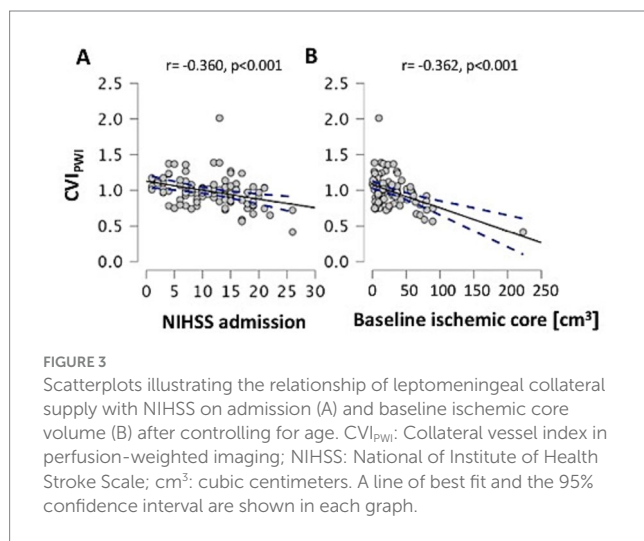 A
r= -0.360, p<0.001
B
r= -0.362, p<0.001
2.5
2.0
1.5
1.0
0.5
0.0
CVIPWI
0 5 10 15 20 25 30
NIHSS admission
2.5
2.0
1.5
1.0
0.5
0.0
0 50 100 150 200 250
Baseline ischemic core [cm³]
FIGURE 3
Scatterplots illustrating the relationship of leptomeningeal collateral
supply with NIHSS on admission (A) and baseline ischemic core
volume (B) after controlling for age. CVIPWI: Collateral vessel index in
perfusion-weighted imaging; NIHSS: National of Institute of Health
Stroke Scale; cm³: cubic centimeters. A line of best fit and the 95%
confidence interval are shown in each graph.